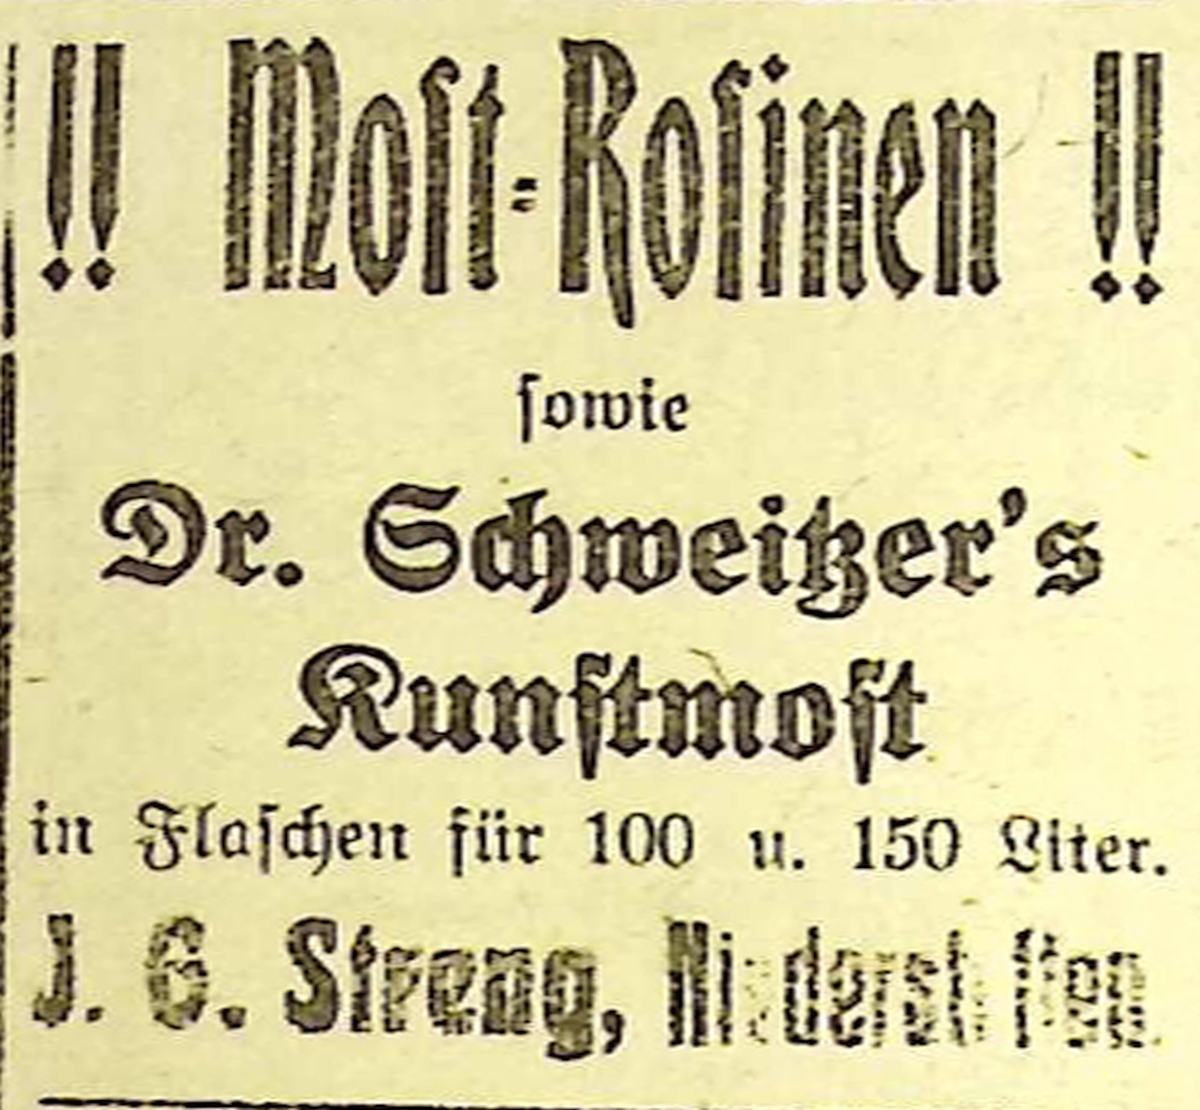 !! Most-Rosinen !!
sowie
Dr. Schweitzer's
Kunstmost
in Flaschen für 100 u. 150 Liter.
J. G. Streng,